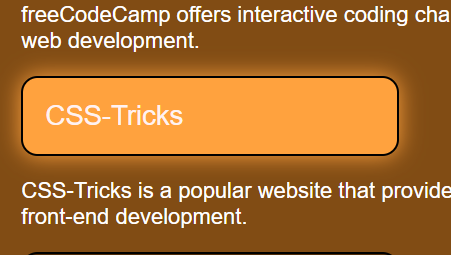 freeCodeCamp offers interactive coding cha
web development.
CSS-Tricks
CSS-Tricks is a popular website that provide
front-end development.